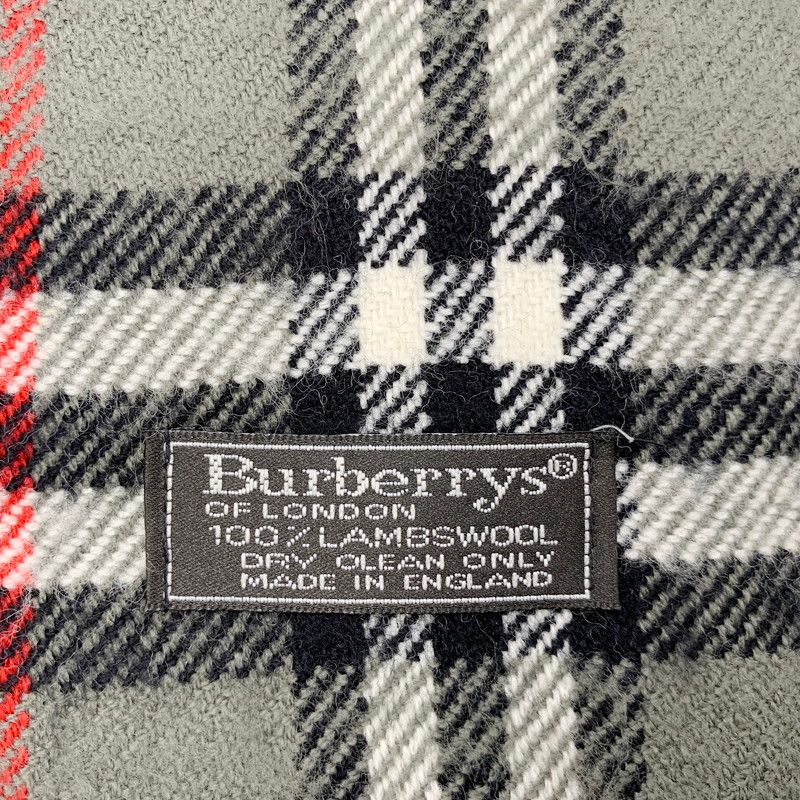 Burberrys®
OF LONDON
100% LAMBSWOOL
DRY CLEAN ONLY
MADE IN ENGLAND